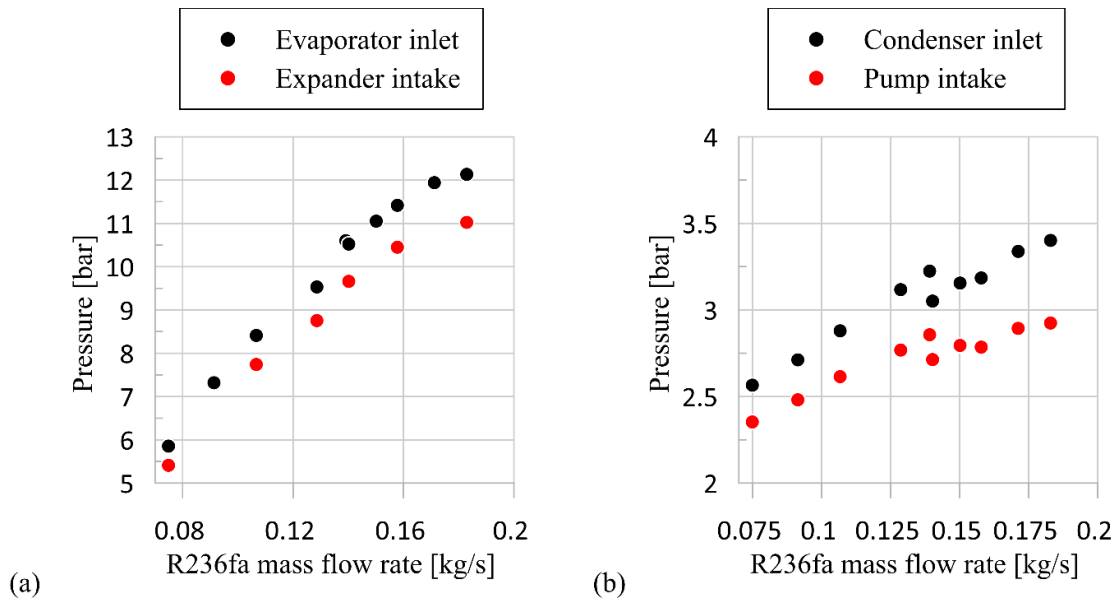 Evaporator inlet
Expander intake
13
12
11
10
9
8
7
6
5
Pressure [bar]
0.08 0.12 0.16 0.2
R236fa mass flow rate [kg/s]
(a)
Condenser inlet
Pump intake
4
3.5
3
2.5
2
Pressure [bar]
0.075 0.1 0.125 0.15 0.175 0.2
R236fa mass flow rate [kg/s]
(b)